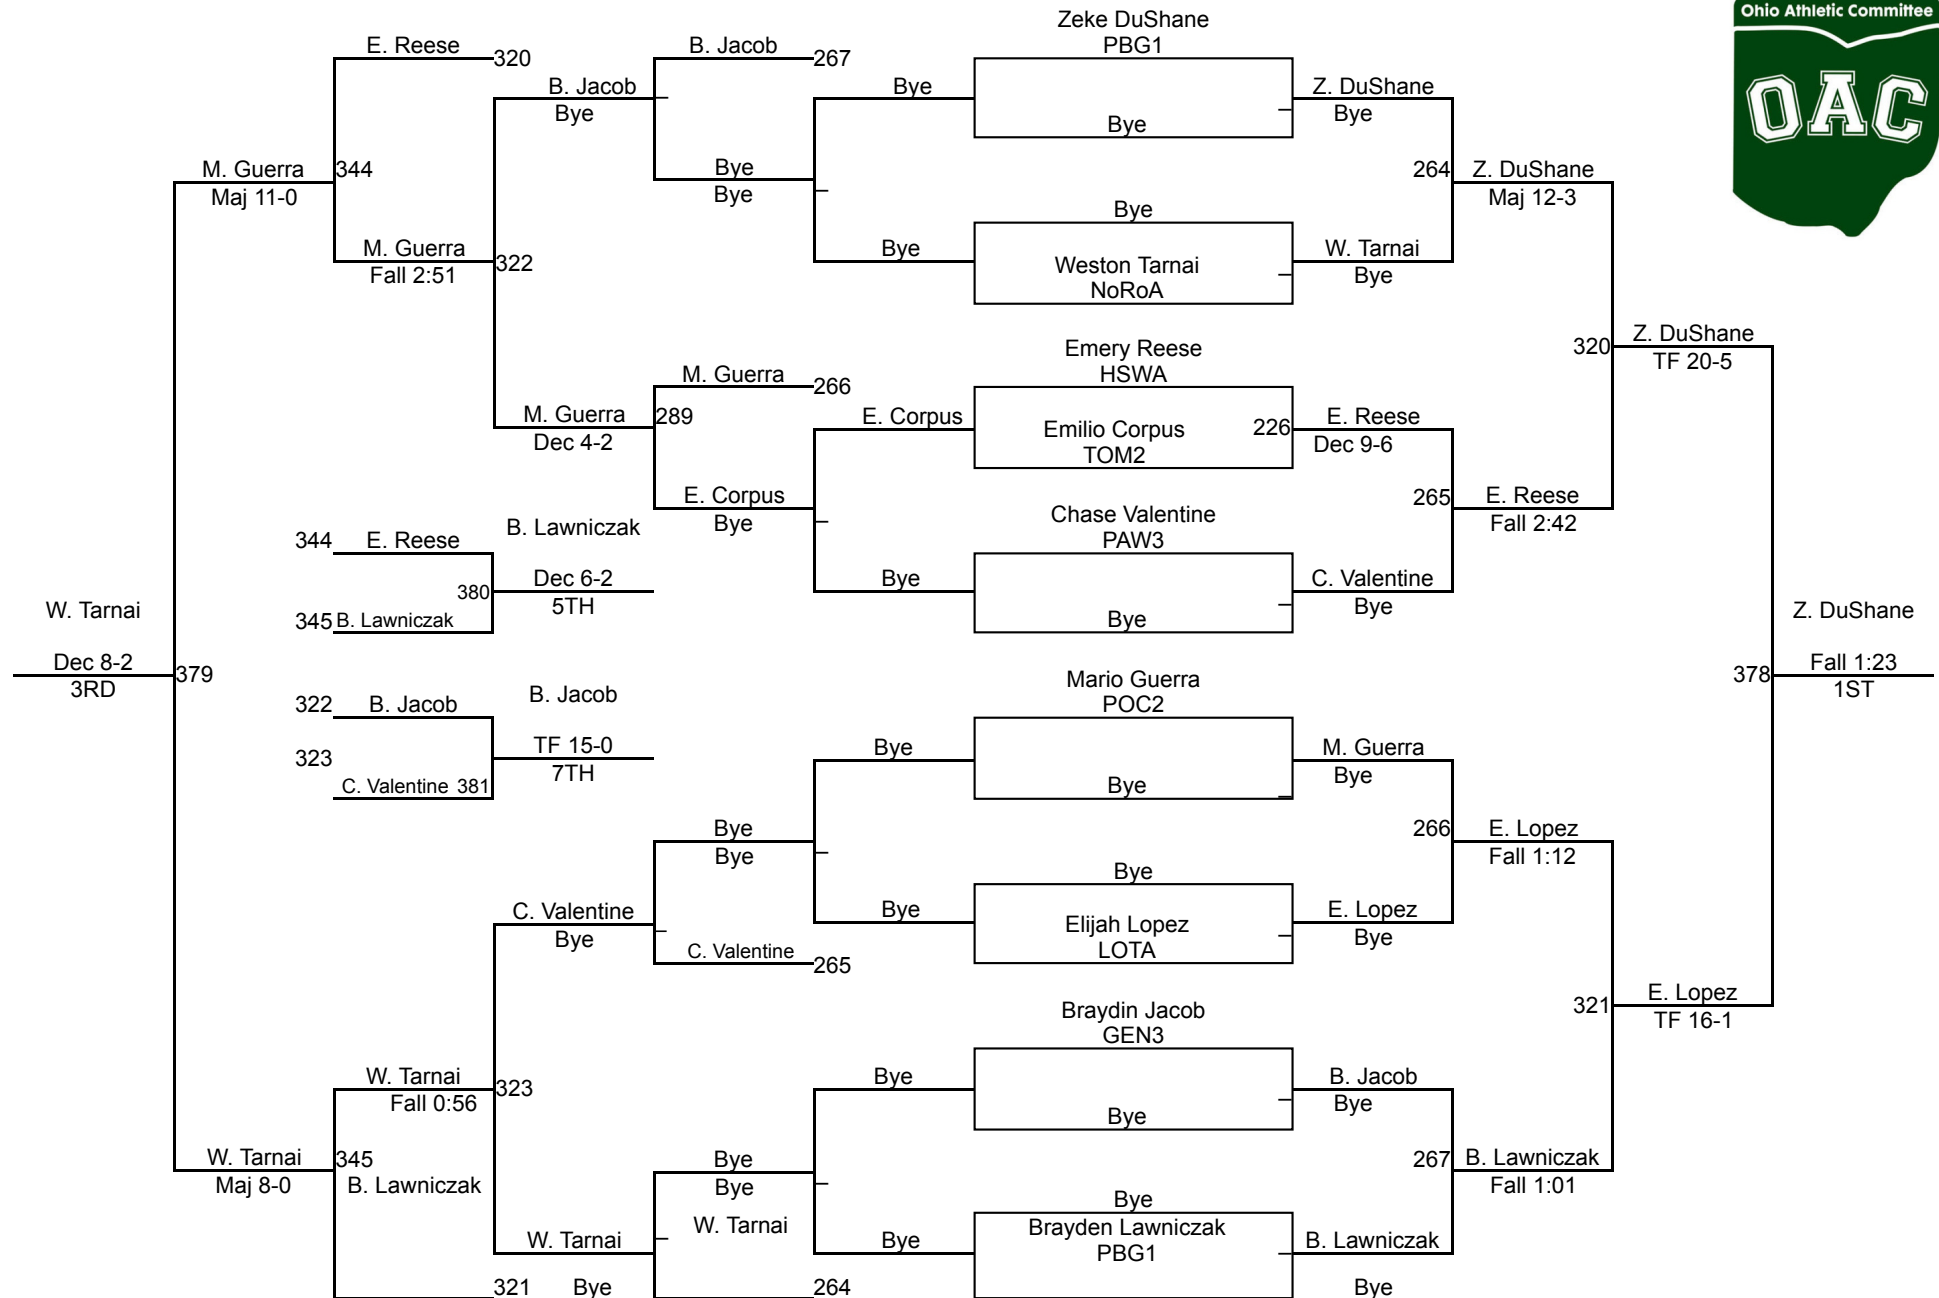 Ohio Athletic Committee
OAC
Zeke DuShane
E. Reese
320
B. Jacob
267
PBG1
B. Jacob
Bye
Bye
Z. DuShane
Bye
Bye
M. Guerra
344
Bye
264
Z. DuShane
Maj 11-0
Bye
Maj 12-3
Bye
M. Guerra
322
Bye
Weston Tarnai
W. Tarnai
Fall 2:51
NoRoA
Bye
Z. DuShane
320
TF 20-5
Emery Reese
M. Guerra
266
HSWA
M. Guerra
289
E. Corpus
Emilio Corpus
226
E. Reese
Dec 4-2
TOM2
Dec 9-6
E. Corpus
265
E. Reese
Bye
Fall 2:42
B. Lawniczak
Chase Valentine
344
E. Reese
PAW3
380
Dec 6-2
Bye
C. Valentine
5TH
Bye
345
B. Lawniczak
Bye
W. Tarnai
Z. DuShane
Dec 8-2
379
378
Fall 1:23
3RD
1ST
B. Jacob
Mario Guerra
322
B. Jacob
POC2
323
TF 15-0
Bye
M. Guerra
7TH
Bye
C. Valentine
381
Bye
Bye
266
E. Lopez
Bye
Fall 1:12
Bye
C. Valentine
Bye
Elijah Lopez
E. Lopez
Bye
LOTA
Bye
C. Valentine
265
321
E. Lopez
TF 16-1
Braydin Jacob
GEN3
W. Tarnai
323
Bye
B. Jacob
Fall 0:56
Bye
Bye
W. Tarnai
345
Bye
267
B. Lawniczak
Maj 8-0
B. Lawniczak
Bye
Fall 1:01
Bye
W. Tarnai
W. Tarnai
Bye
Brayden Lawniczak
B. Lawniczak
PBG1
321
Bye
264
Bye